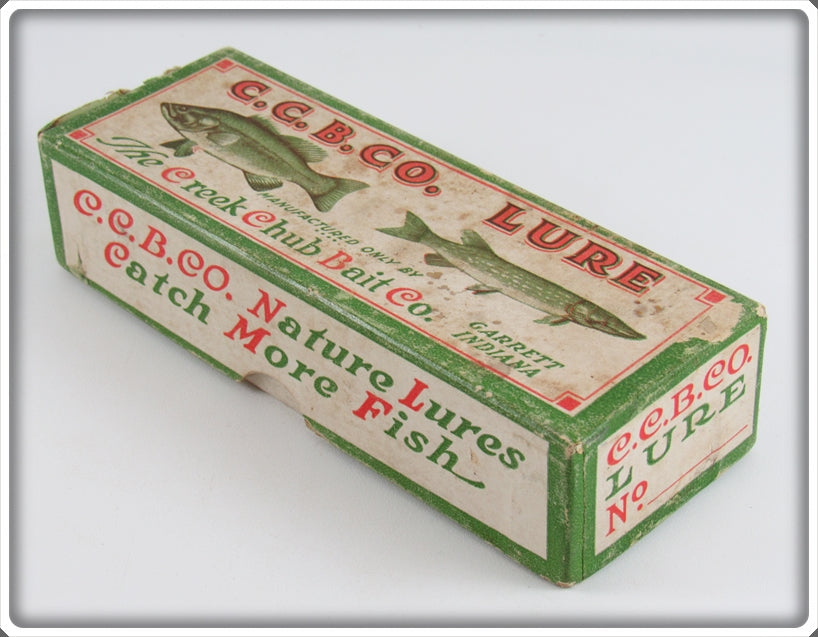 C.C.B.CO. LURE
The Creek Chub Bait Co.
MANUFACTURED ONLY BY
GARRETT
INDIANA
C.C.B.CO. Nature Lures
Catch More Fish
C.C.B.CO.
LURE
No.